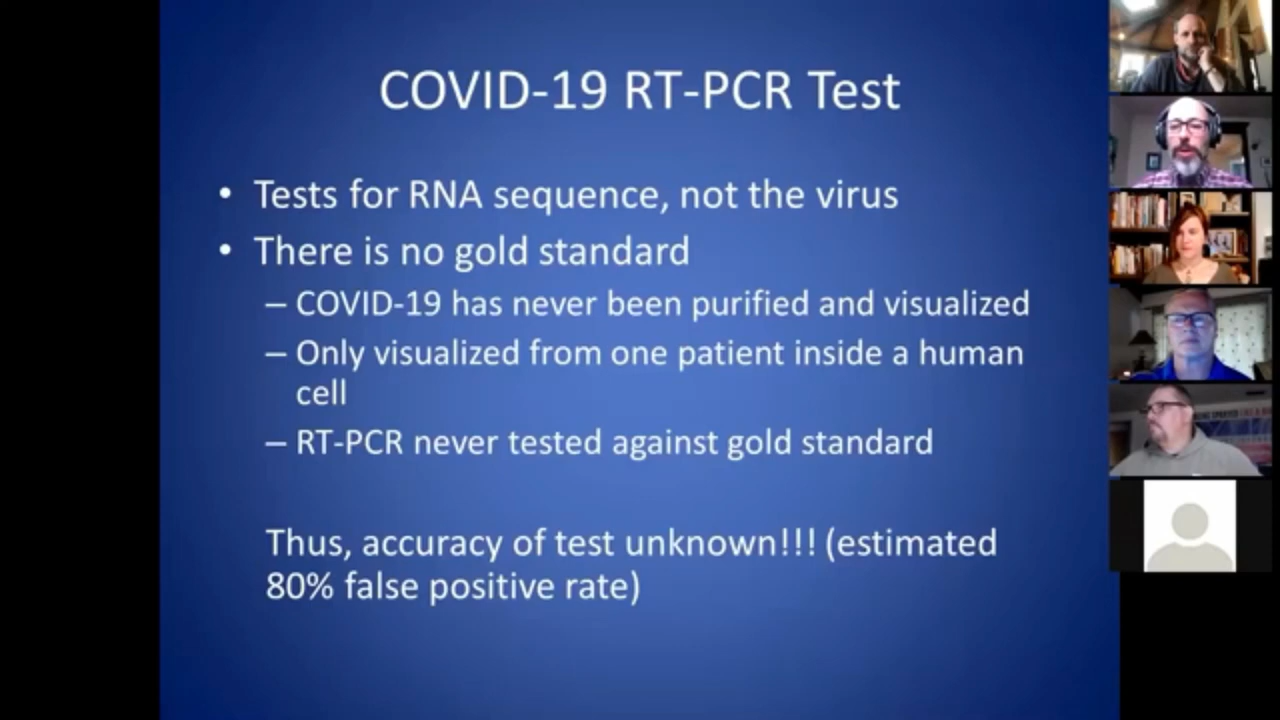 COVID-19 RT-PCR Test
• Tests for RNA sequence, not the virus
• There is no gold standard
– COVID-19 has never been purified and visualized
– Only visualized from one patient inside a human
cell
– RT-PCR never tested against gold standard
Thus, accuracy of test unknown!!! (estimated
80% false positive rate)